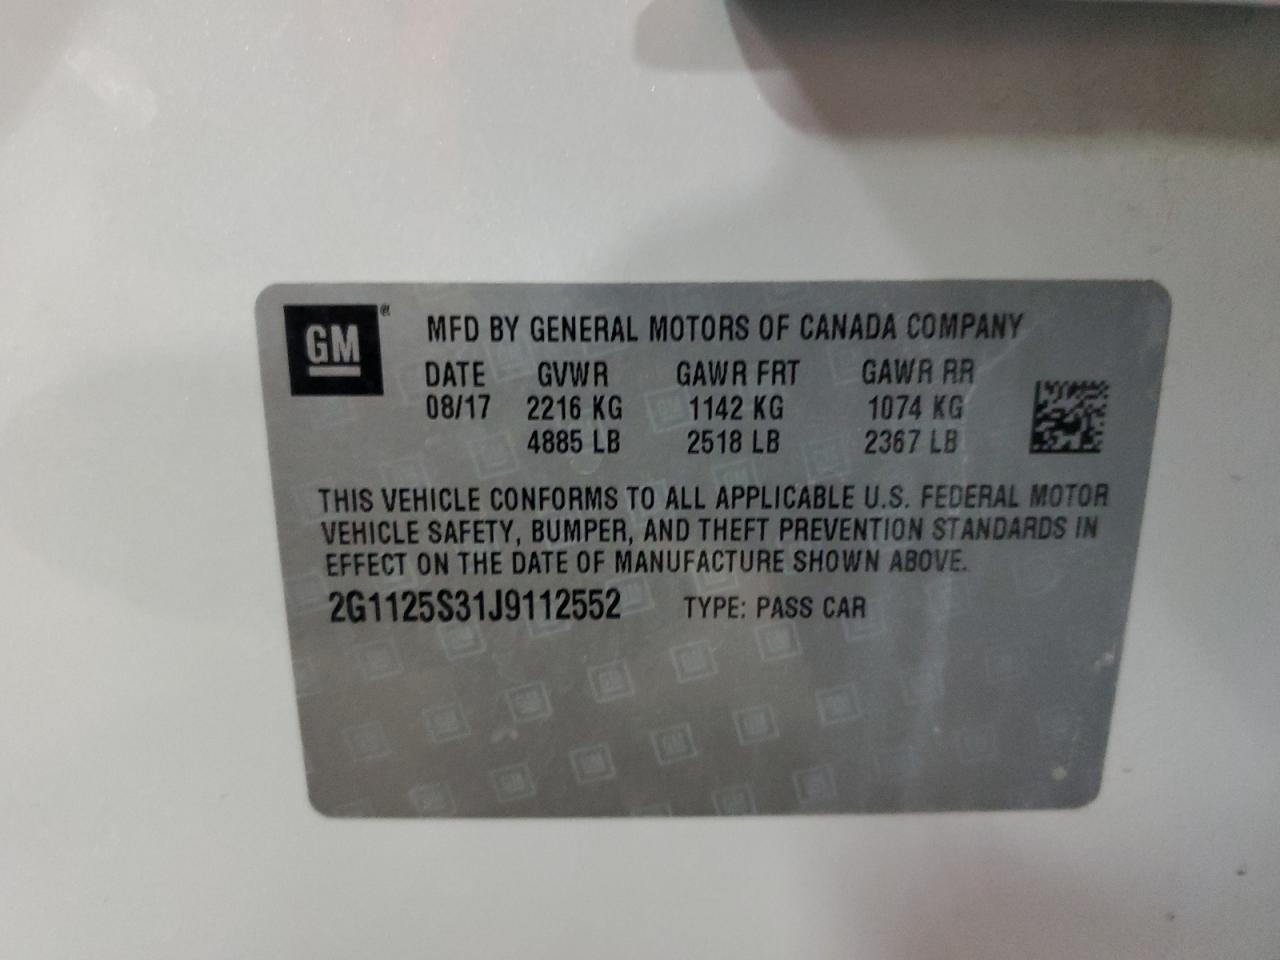 GM ®
MFD BY GENERAL MOTORS OF CANADA COMPANY
DATE GVWR GAWR FRT GAWR RR
08/17 2216 KG 1142 KG 1074 KG
4885 LB 2518 LB 2367 LB
THIS VEHICLE CONFORMS TO ALL APPLICABLE U.S. FEDERAL MOTOR
VEHICLE SAFETY, BUMPER, AND THEFT PREVENTION STANDARDS IN
EFFECT ON THE DATE OF MANUFACTURE SHOWN ABOVE.
2G1125S31J9112552 TYPE: PASS CAR